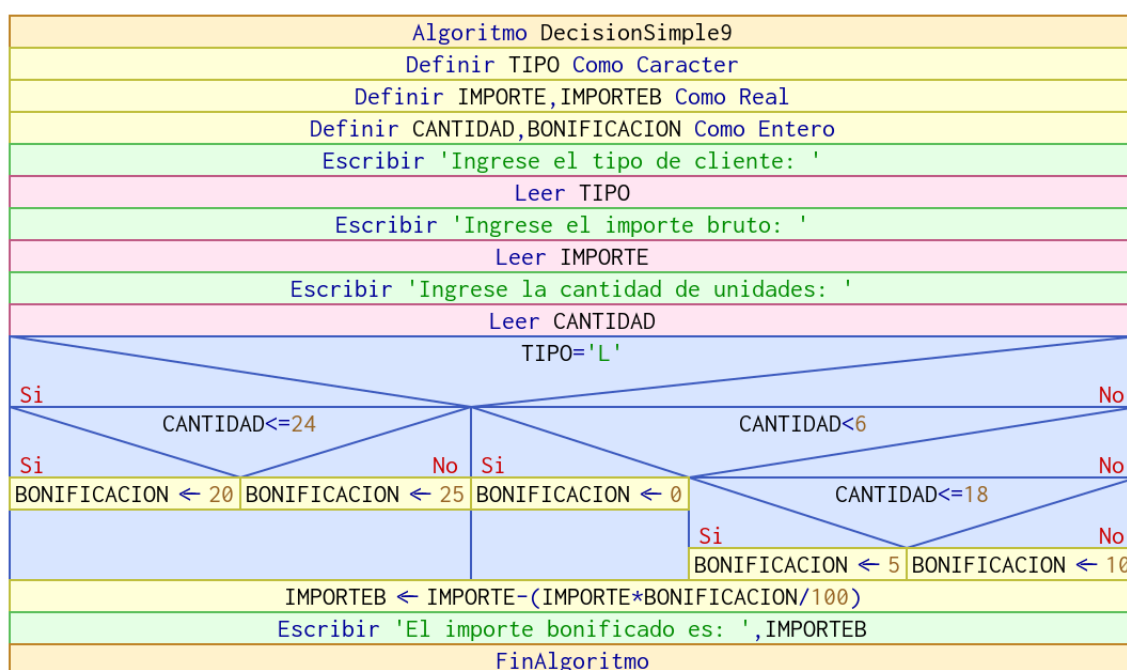 Algoritmo DecisionSimple9
Definir TIPO Como Caracter
Definir IMPORTE,IMPORTEB Como Real
Definir CANTIDAD,BONIFICACION Como Entero
Escribir 'Ingrese el tipo de cliente: '
Leer TIPO
Escribir 'Ingrese el importe bruto: '
Leer IMPORTE
Escribir 'Ingrese la cantidad de unidades: '
Leer CANTIDAD
TIPO='L'
Si No
CANTIDAD<=24 CANTIDAD<6
Si No Si No
BONIFICACION ← 20 BONIFICACION ← 25 BONIFICACION ← 0 CANTIDAD<=18
Si No
BONIFICACION ← 5 BONIFICACION ← 10
IMPORTEB ← IMPORTE-(IMPORTE*BONIFICACION/100)
Escribir 'El importe bonificado es: ',IMPORTEB
FinAlgoritmo